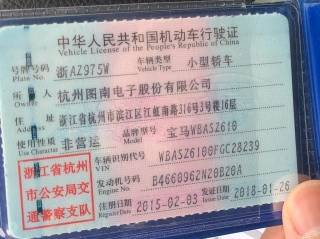 中华人民共和国机动车行驶证
Vehicle License of the People's Republic of China
号牌号码 浙AZ975W 车辆类型 小型轿车
Plate No. Vehicle Type
所有人 杭州图南电子股份有限公司
Owner
住址 浙江省杭州市滨江区江虹南路316号3号楼16层
Address
使用性质 非营运 品牌型号 宝马WBASZ610
Use Character Model
车辆识别代号 WBASZ6100FGC28239
VIN
浙江省杭州
市公安局交
通警察支队
发动机号码 B4660962N20B20A
Engine No.
注册日期 2015-02-03 发证日期 2018-01-26
Register Date Issue Date